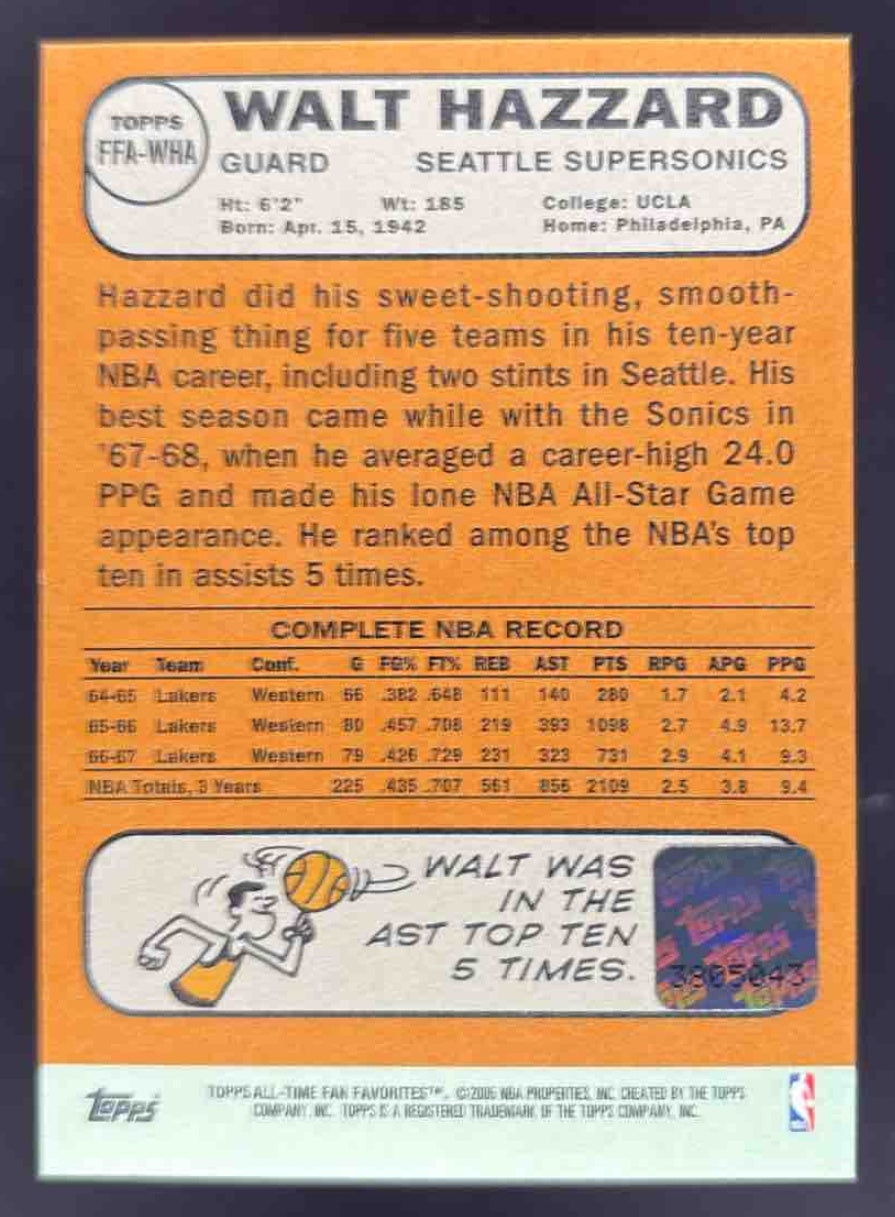 TOPPS
FFA-WHA
WALT HAZZARD
GUARD SEATTLE SUPERSONICS
Ht: 6'2" Wt: 185 College: UCLA
Born: Apr. 15, 1942 Home: Philadelphia, PA
Hazzard did his sweet-shooting, smooth-
passing thing for five teams in his ten-year
NBA career, including two stints in Seattle. His
best season came while with the Sonics in
'67-68, when he averaged a career-high 24.0
PPG and made his lone NBA All-Star Game
appearance. He ranked among the NBA's top
ten in assists 5 times.
COMPLETE NBA RECORD
Year Team Conf. G FG% FT% REB AST PTS RPG APG PPG
64-65 Lakers Western 66 .382 .648 111 140 280 1.7 2.1 4.2
65-66 Lakers Western 80 .457 .708 219 393 1098 2.7 4.9 13.7
66-67 Lakers Western 79 .426 .729 231 323 731 2.9 4.1 9.3
NBA Totals, 3 Years 225 .435 .707 561 856 2109 2.5 3.8 9.4
WALT WAS
IN THE
AST TOP TEN
5 TIMES.
Topps
Topps
3805043
Topps
TOPPS ALL-TIME FAN FAVORITES™. ©2005 NBA PROPERTIES, INC. CREATED BY THE TOPPS
COMPANY, INC. TOPPS IS A REGISTERED TRADEMARK OF THE TOPPS COMPANY, INC.